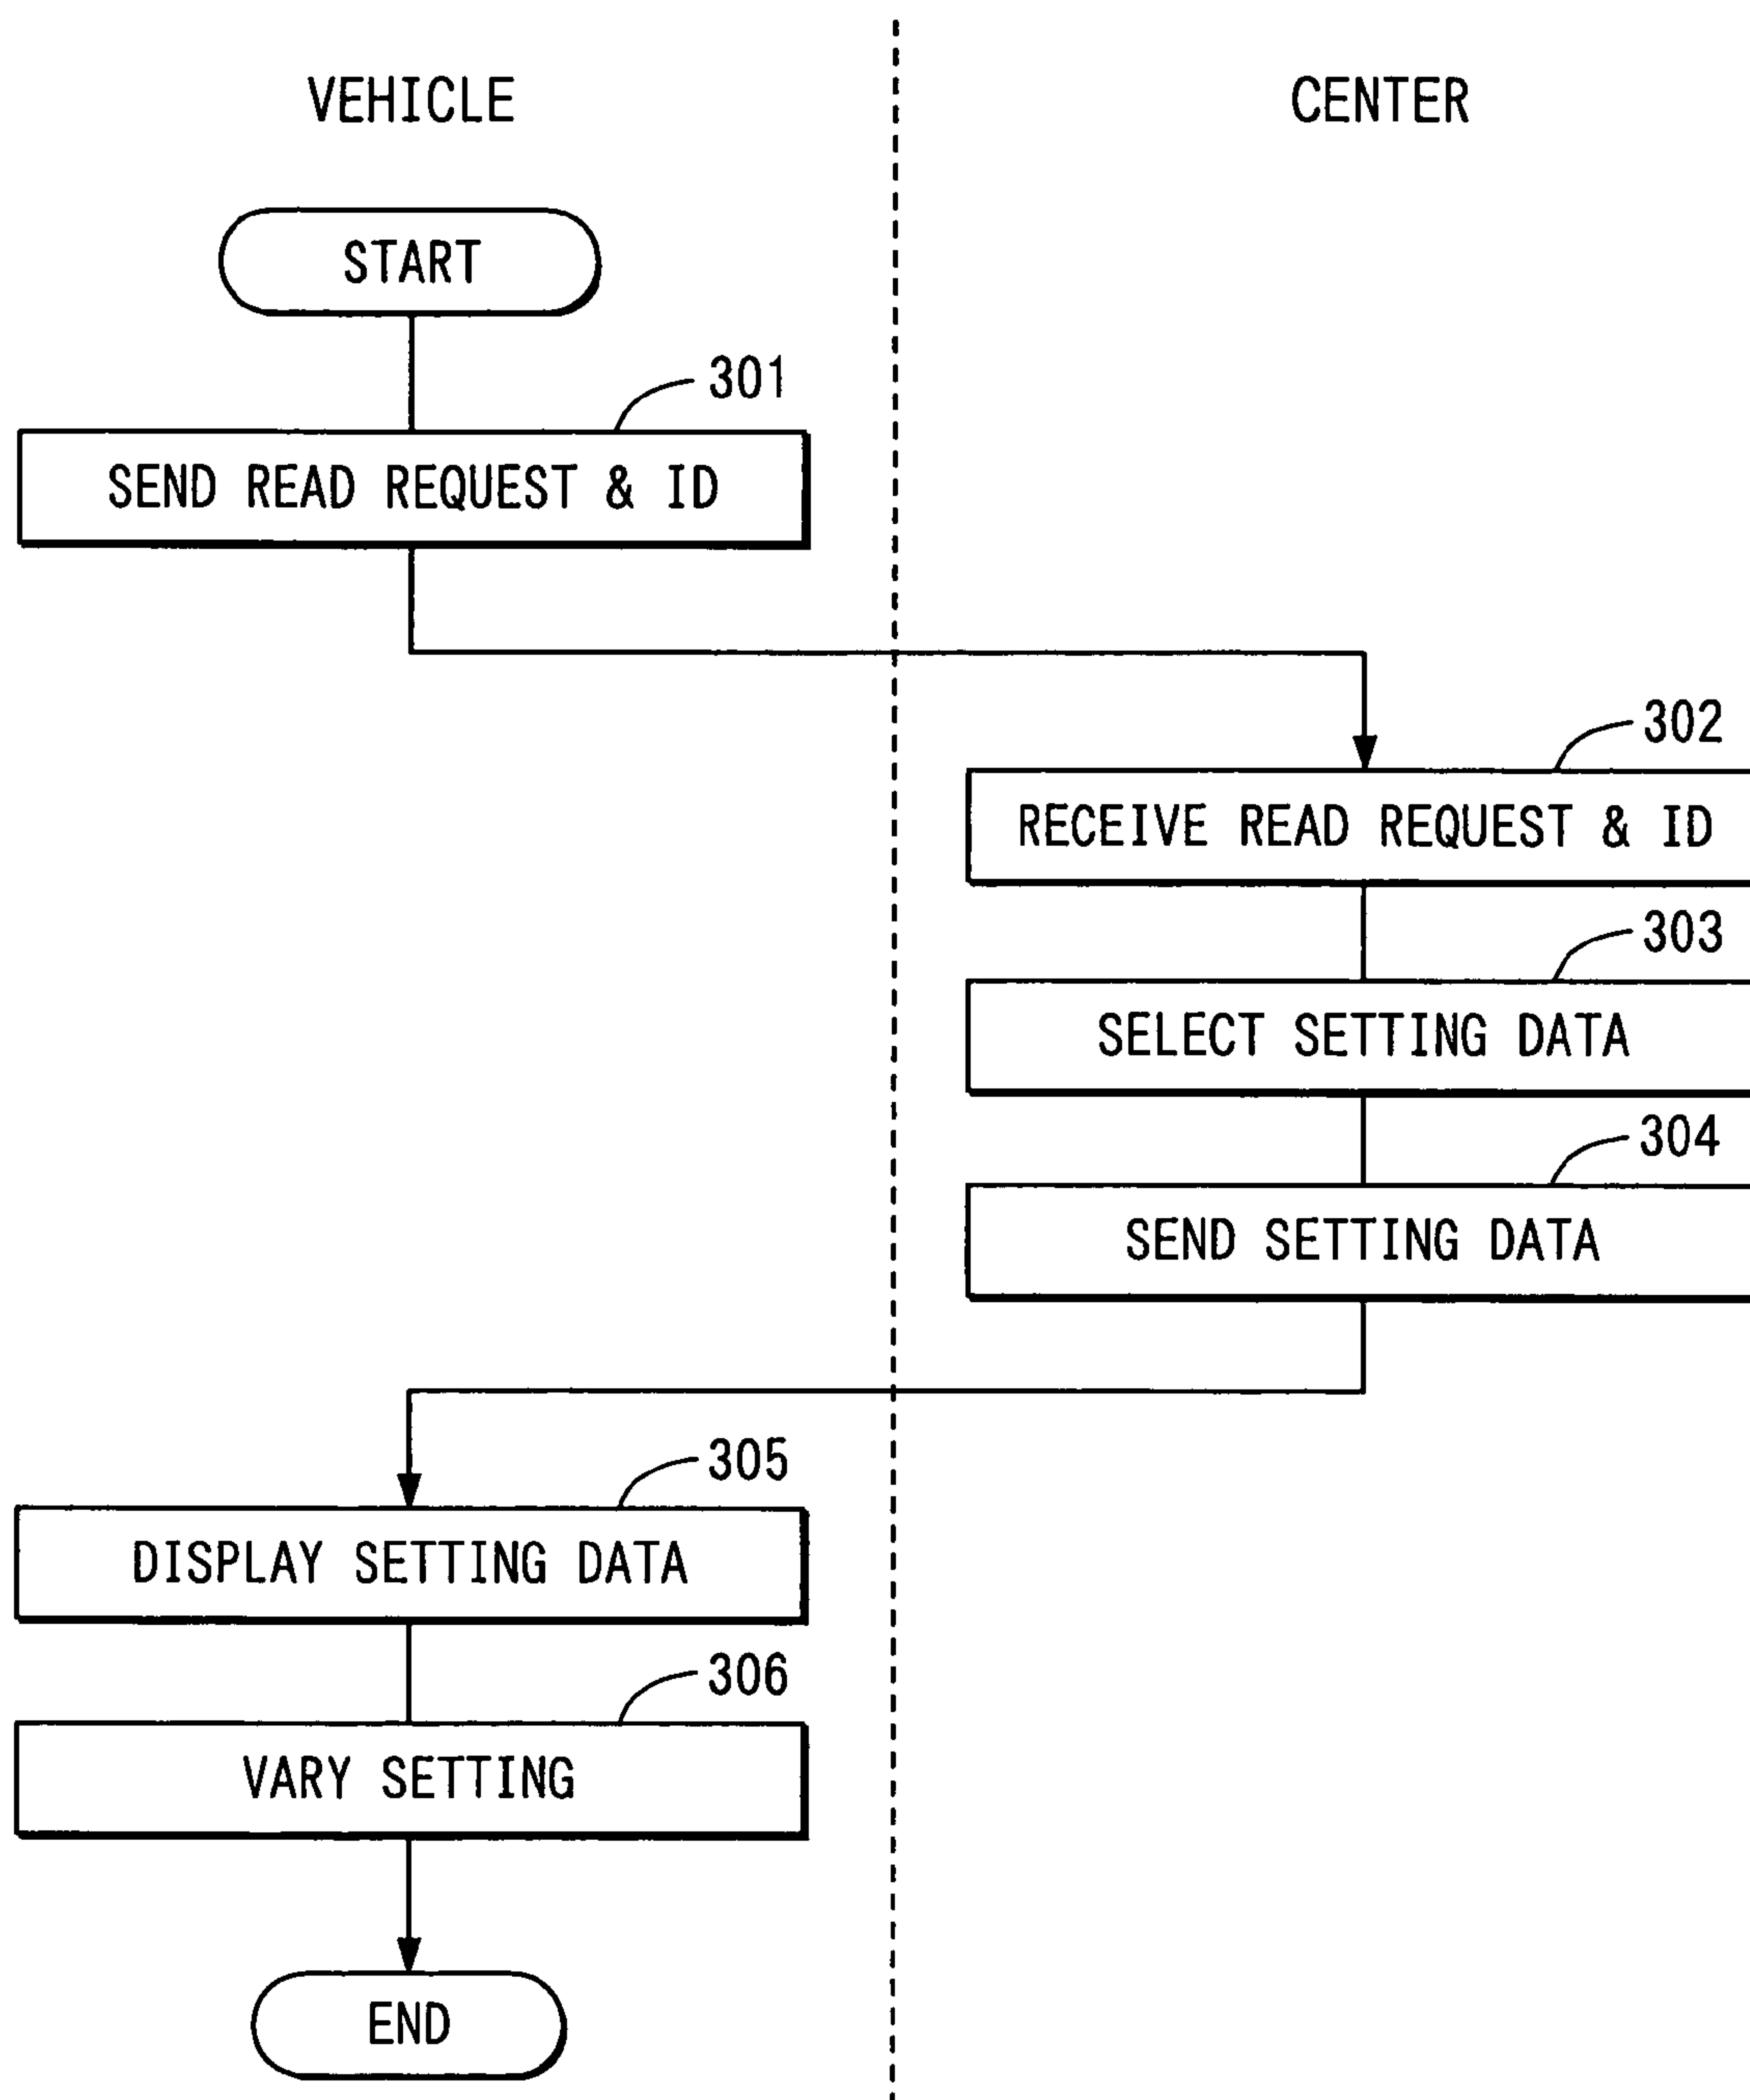 VEHICLE
CENTER
START
301
SEND READ REQUEST & ID
302
RECEIVE READ REQUEST & ID
303
SELECT SETTING DATA
304
SEND SETTING DATA
305
DISPLAY SETTING DATA
306
VARY SETTING
END